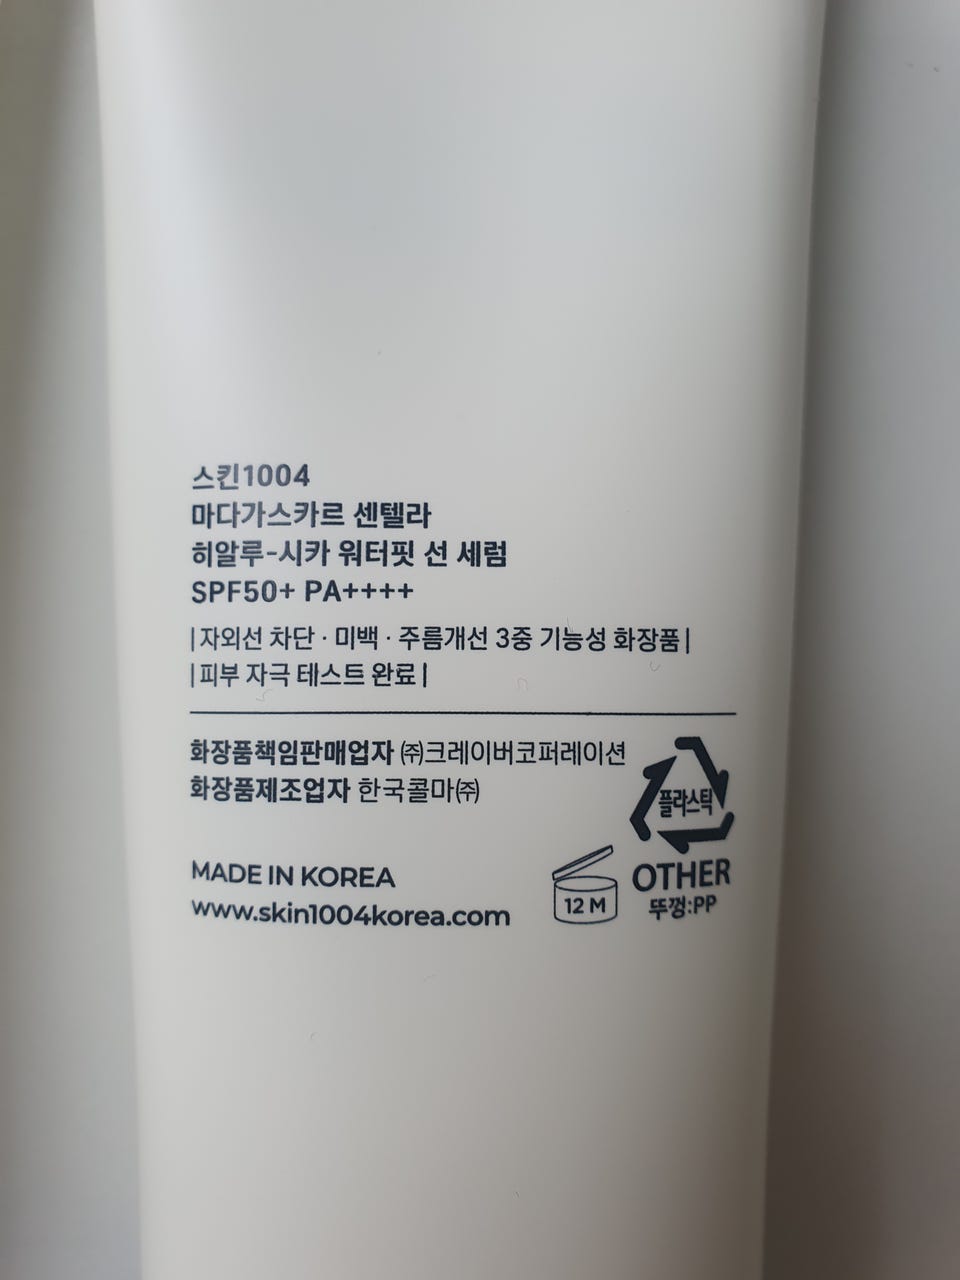 스킨1004
마다가스카르 센텔라
히알루-시카 워터핏 선 세럼
SPF50+ PA++++
|자외선 차단 · 미백 · 주름개선 3중 기능성 화장품|
|피부 자극 테스트 완료|
화장품책임판매업자 ㈜크레이버코퍼레이션
화장품제조업자 한국콜마㈜
플라스틱
OTHER
뚜껑:PP
12 M
MADE IN KOREA
www.skin1004korea.com